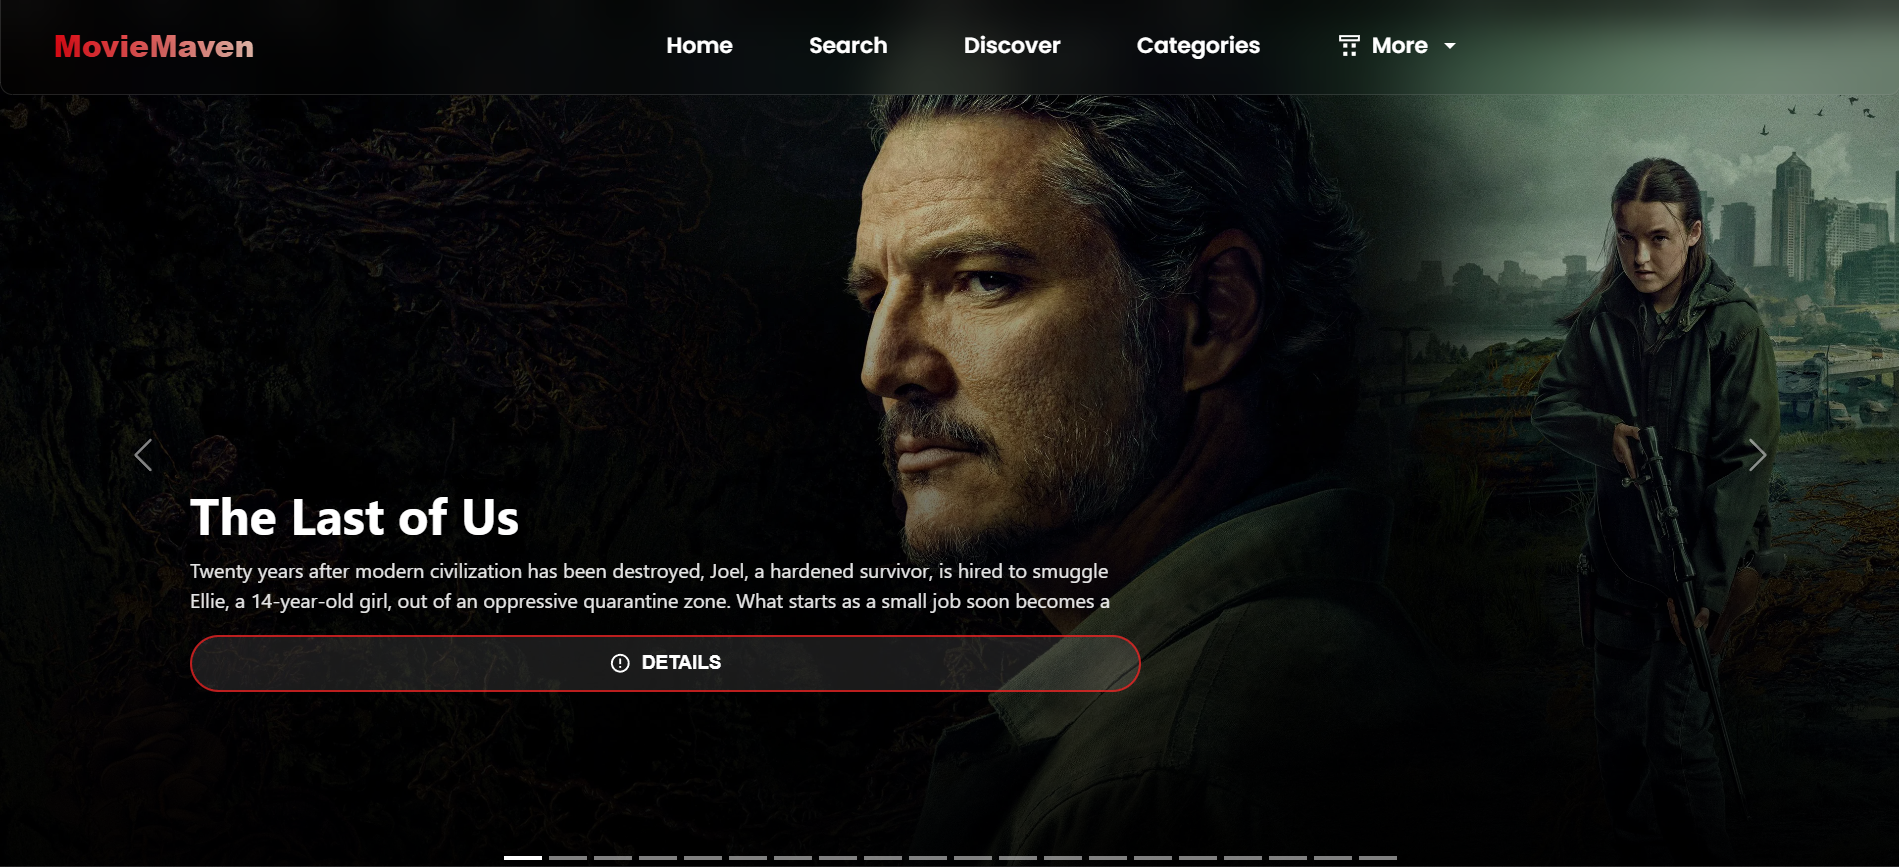 MovieMaven
Home
Search
Discover
Categories
More
The Last of Us
Twenty years after modern civilization has been destroyed, Joel, a hardened survivor, is hired to smuggle
Ellie, a 14-year-old girl, out of an oppressive quarantine zone. What starts as a small job soon becomes a
DETAILS